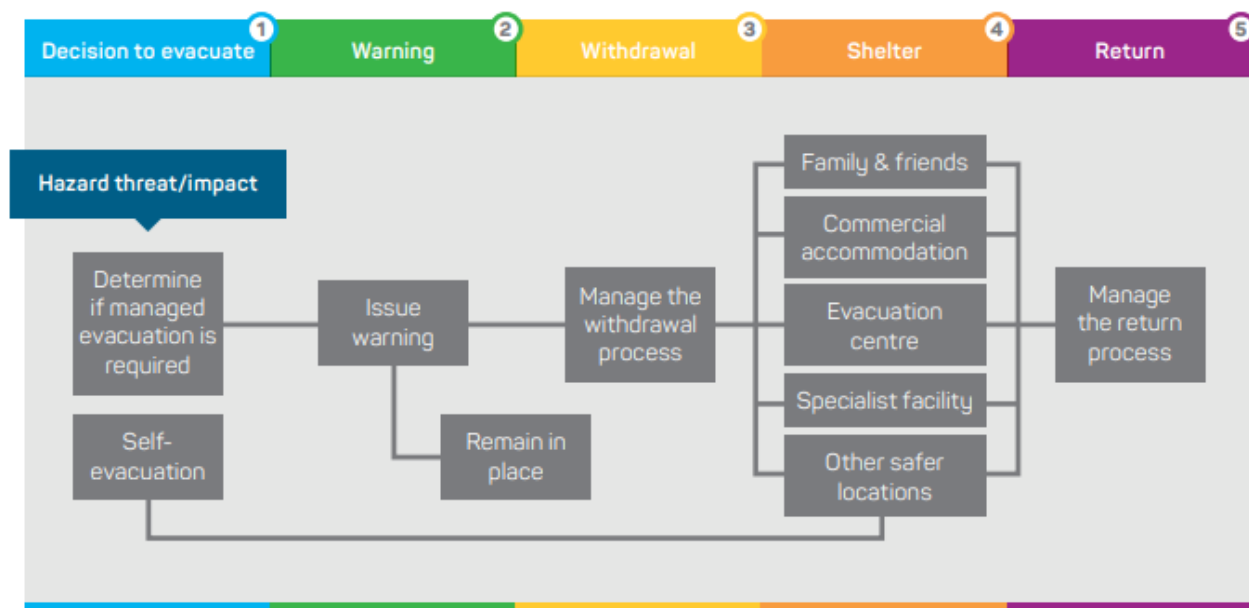 1
2
3
4
5
Decision to evacuate
Warning
Withdrawal
Shelter
Return
Hazard threat/impact
Determine
if managed
evacuation is
required
Self-
evacuation
Issue
warning
Remain in
place
Manage the
withdrawal
process
Family & friends
Commercial
accommodation
Evacuation
centre
Specialist facility
Other safer
locations
Manage
the return
process